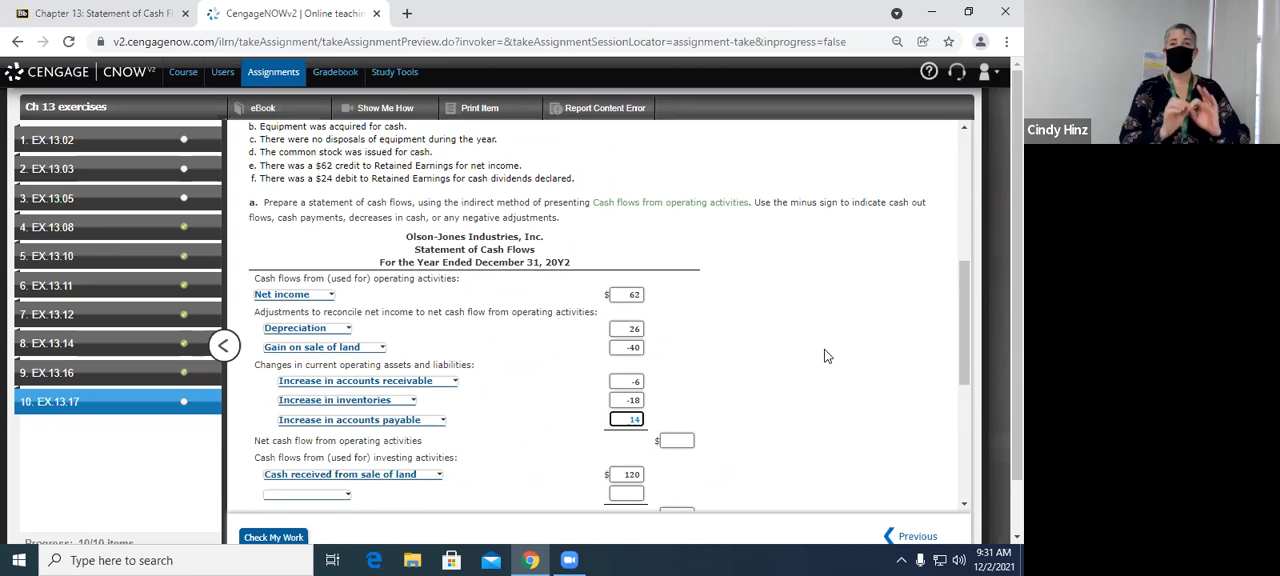 Chapter 13: Statement of Cash F
CengageNOWv2 | Online teachin
v2.cengagenow.com/ilrn/takeAssignment/takeAssignmentPreview.do?invoker=&takeAssignmentSessionLocator=assignment-take&inprogress=false
CENGAGE | CNOWv2 Course Users Assignments Gradebook Study Tools
Ch 13 exercises
eBook Show Me How Print Item Report Content Error
1. EX.13.02
2. EX.13.03
3. EX.13.05
4. EX.13.08
5. EX.13.10
6. EX.13.11
7. EX.13.12
8. EX.13.14
9. EX.13.16
10. EX.13.17
Progress: 10/10 items
b. Equipment was acquired for cash.
c. There were no disposals of equipment during the year.
d. The common stock was issued for cash.
e. There was a $62 credit to Retained Earnings for net income.
f. There was a $24 debit to Retained Earnings for cash dividends declared.
a. Prepare a statement of cash flows, using the indirect method of presenting Cash flows from operating activities. Use the minus sign to indicate cash out
flows, cash payments, decreases in cash, or any negative adjustments.
Olson-Jones Industries, Inc.
Statement of Cash Flows
For the Year Ended December 31, 20Y2
Cash flows from (used for) operating activities:
Net income $ 62
Adjustments to reconcile net income to net cash flow from operating activities:
Depreciation 26
Gain on sale of land -40
Changes in current operating assets and liabilities:
Increase in accounts receivable -6
Increase in inventories -18
Increase in accounts payable 14
Net cash flow from operating activities $
Cash flows from (used for) investing activities:
Cash received from sale of land $ 120
Check My Work
Previous
Cindy Hinz
Type here to search
9:31 AM
12/2/2021